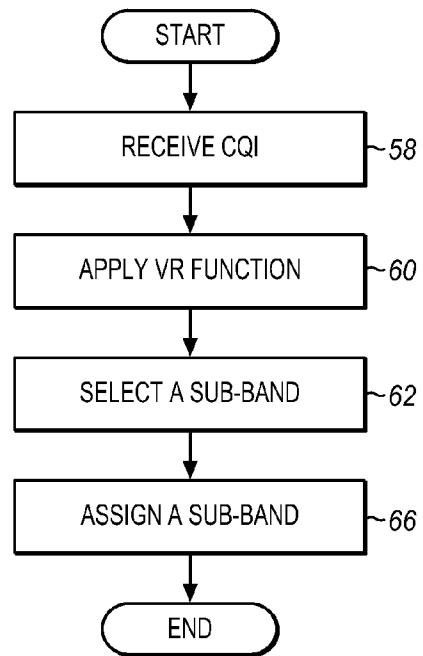 START
RECEIVE CQI
58
APPLY VR FUNCTION
60
SELECT A SUB-BAND
62
ASSIGN A SUB-BAND
66
END